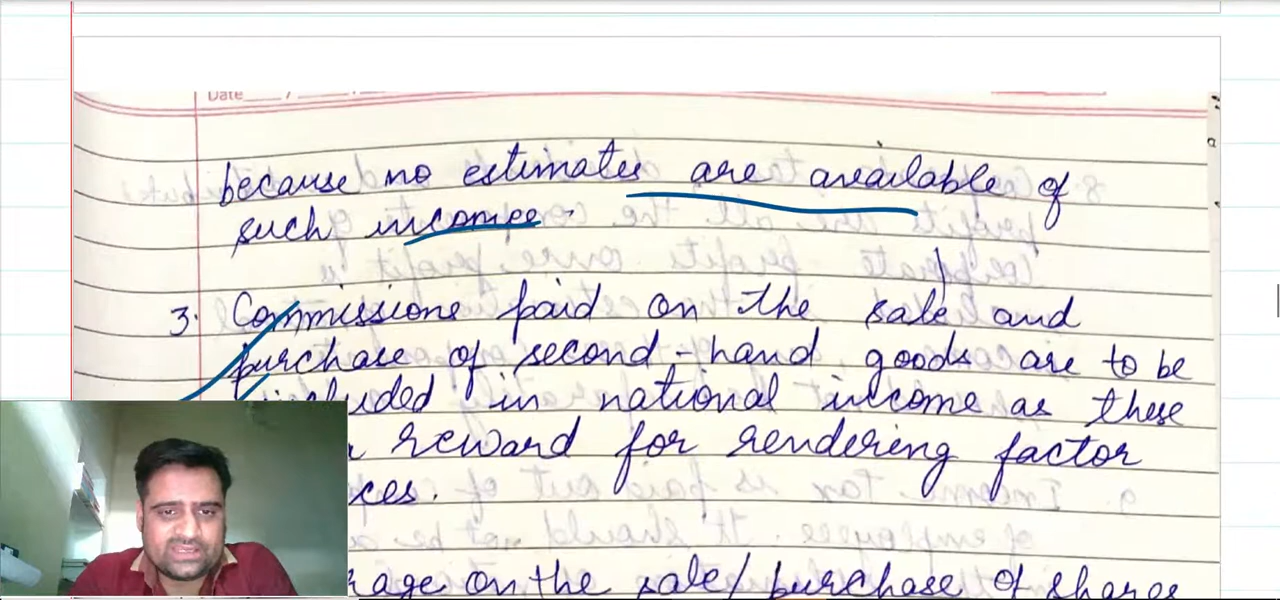 Date
because no estimates are available of
such incomes.
3. Commissions paid on the sale and
purchase of second-hand goods are to be
included in national income as these
reward for rendering factor
ces.
rage on the sale/purchase of shares